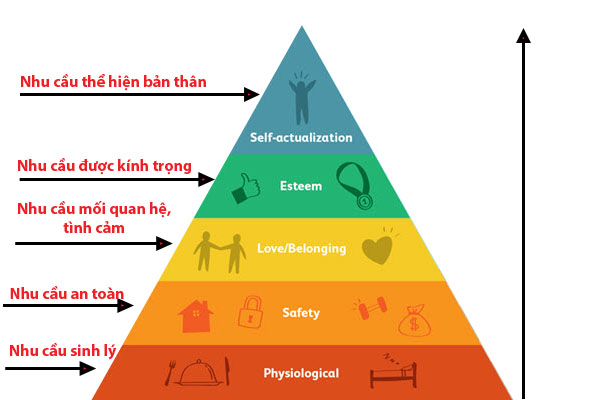 Nhu cầu thể hiện bản thân
Self-actualization
Nhu cầu được kính trọng
Esteem
Nhu cầu mối quan hệ,
tình cảm
Love/Belonging
Nhu cầu an toàn
Safety
Nhu cầu sinh lý
Physiological